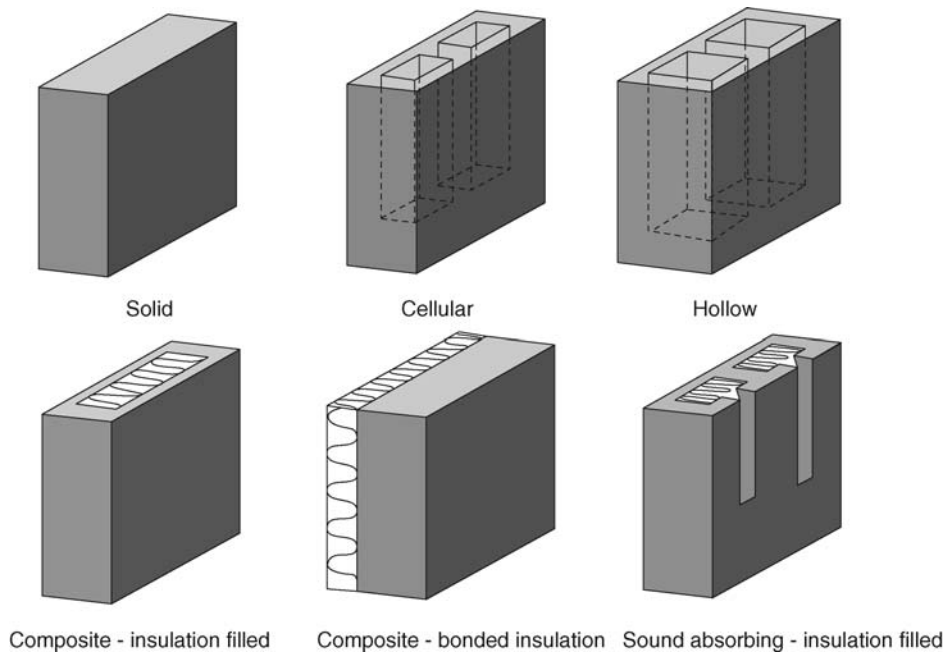 Solid
Cellular
Hollow
Composite - insulation filled
Composite - bonded insulation
Sound absorbing - insulation filled